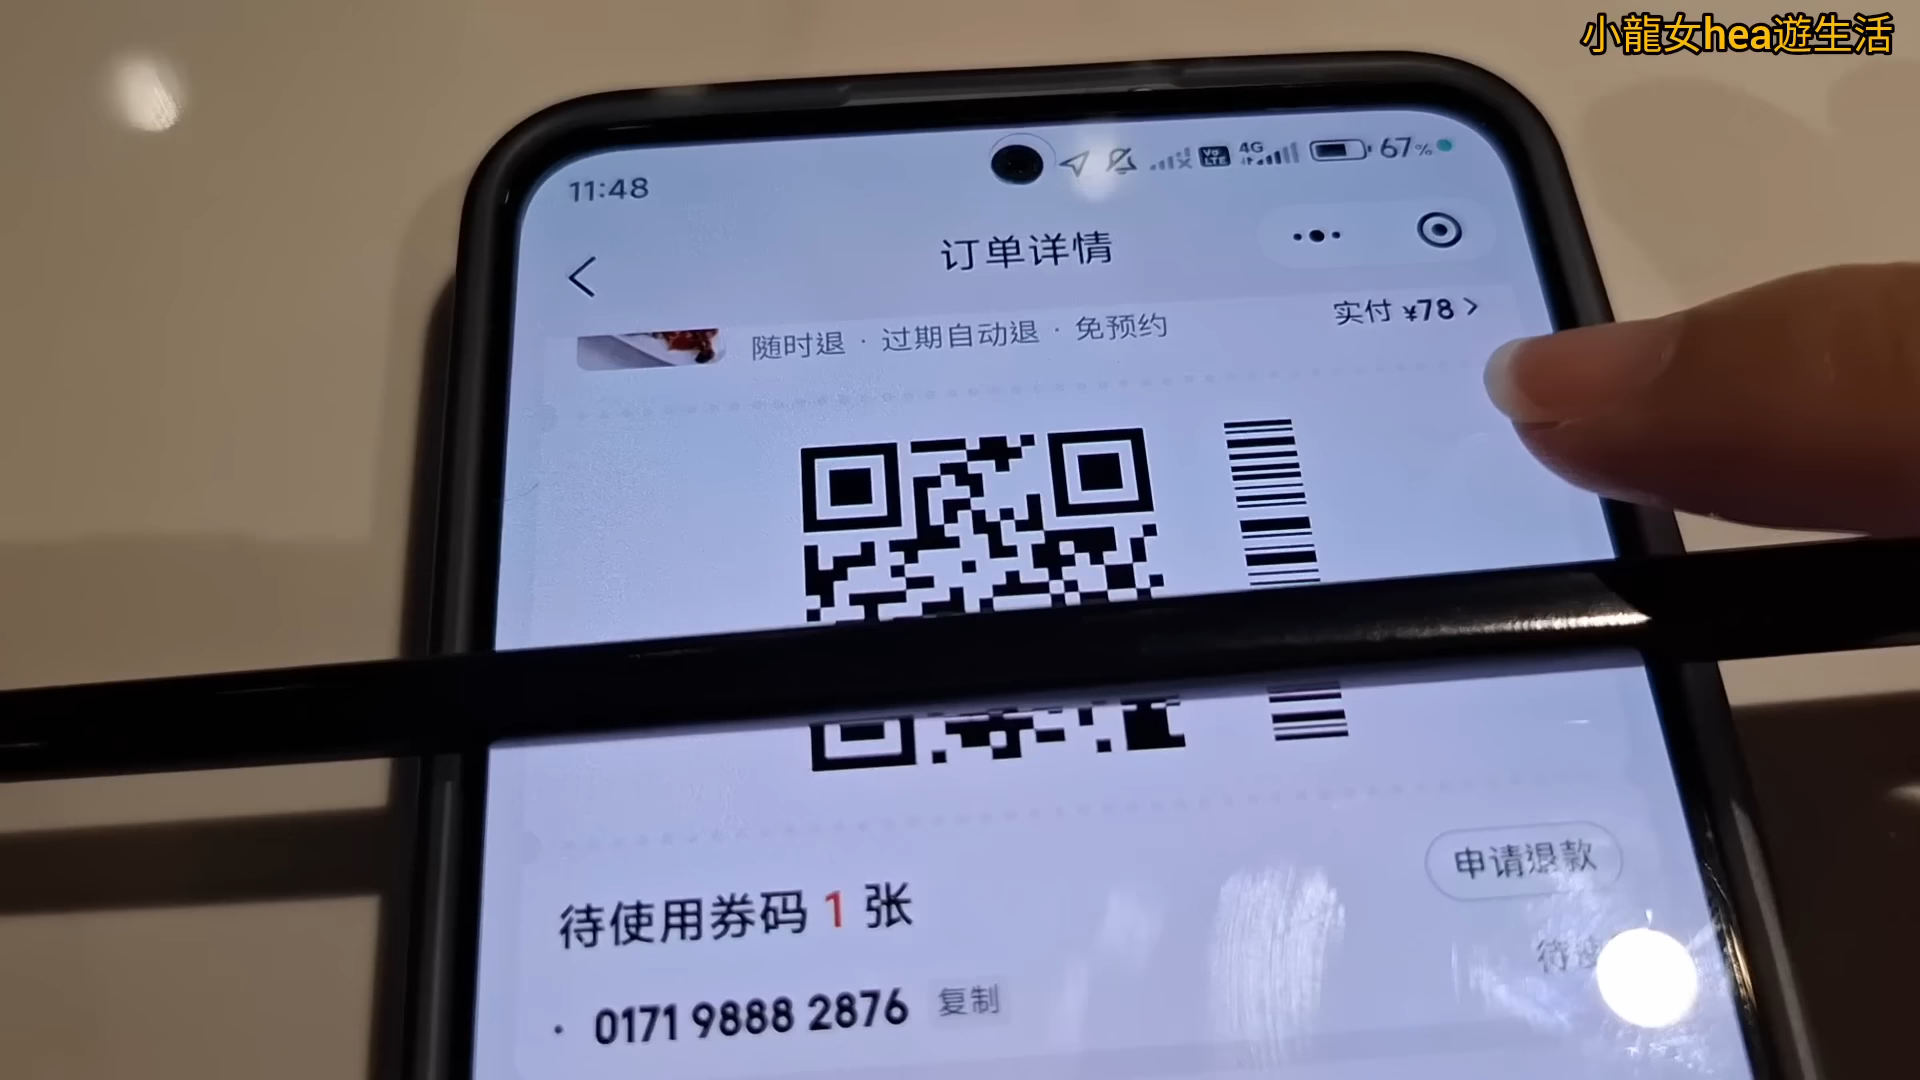 小龍女hea遊生活
11:48
4G
67%
订单详情
实付 ¥78 >
随时退 · 过期自动退 · 免预约
申请退款
待使用券码 1 张
0171 9888 2876 复制